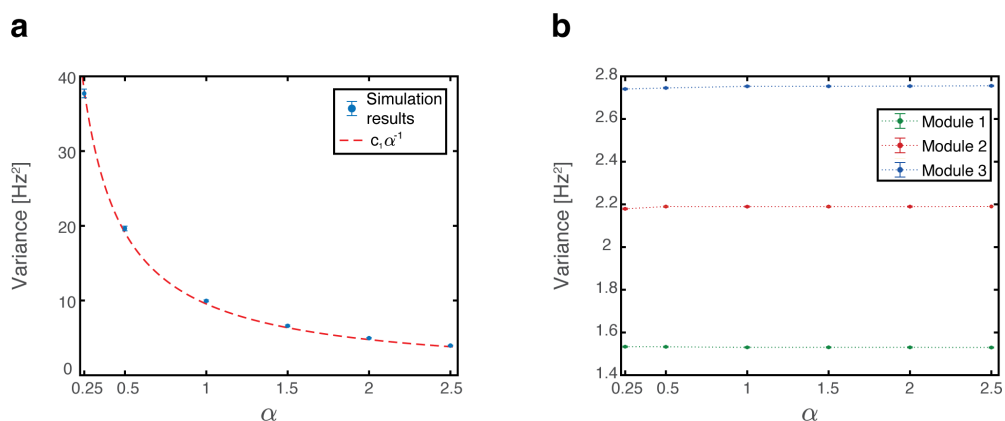 a
Variance [Hz²]
40
30
20
10
0
0.25 0.5 1 1.5 2 2.5
α
Simulation
results
c₁α⁻¹
b
Variance [Hz²]
2.8
2.6
2.4
2.2
2
1.8
1.6
1.4
0.25 0.5 1 1.5 2 2.5
α
Module 1
Module 2
Module 3